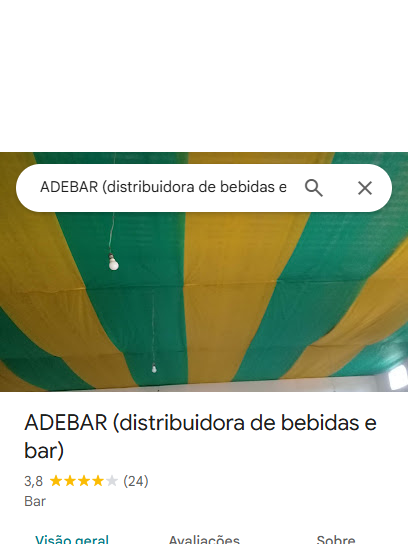 ADEBAR (distribuidora de bebidas e
ADEBAR (distribuidora de bebidas e
bar)
3,8 (24)
Bar
Visão geral Avaliações Sobre